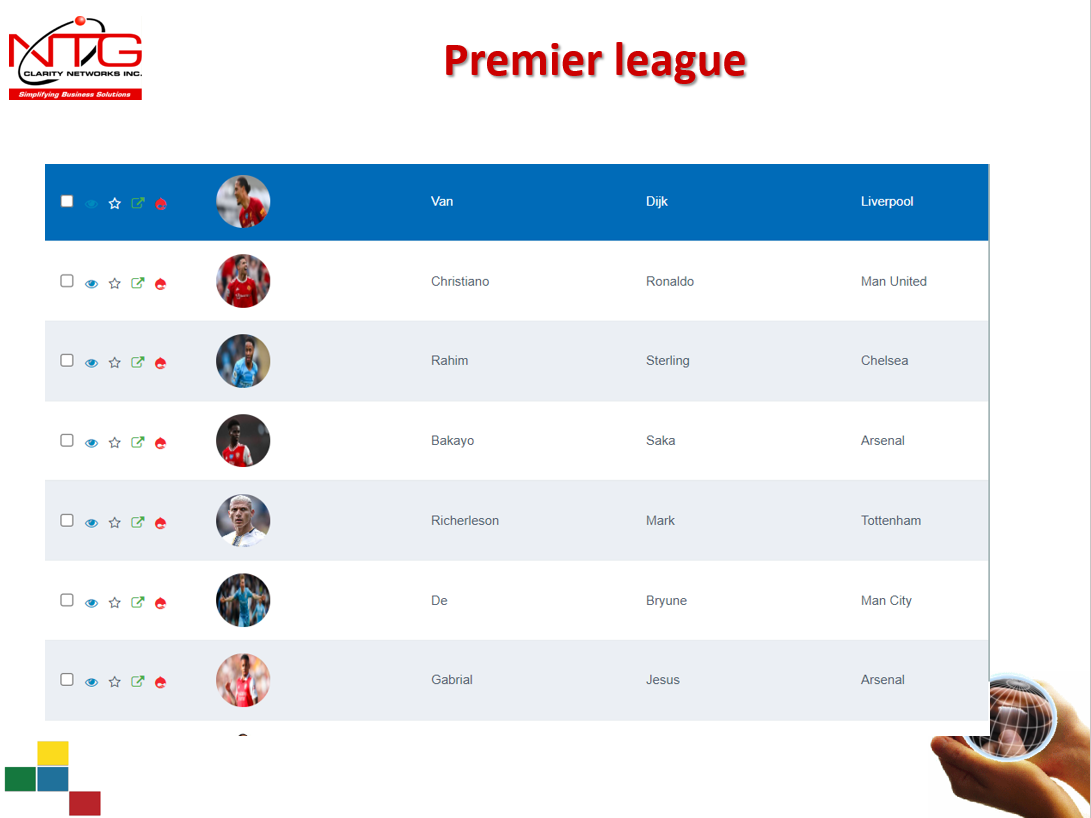 NTG
CLARITY NETWORKS INC.
Simplifying Business Solutions
Premier league
Van Dijk Liverpool
Christiano Ronaldo Man United
Rahim Sterling Chelsea
Bakayo Saka Arsenal
Richerleson Mark Tottenham
De Bryune Man City
Gabrial Jesus Arsenal